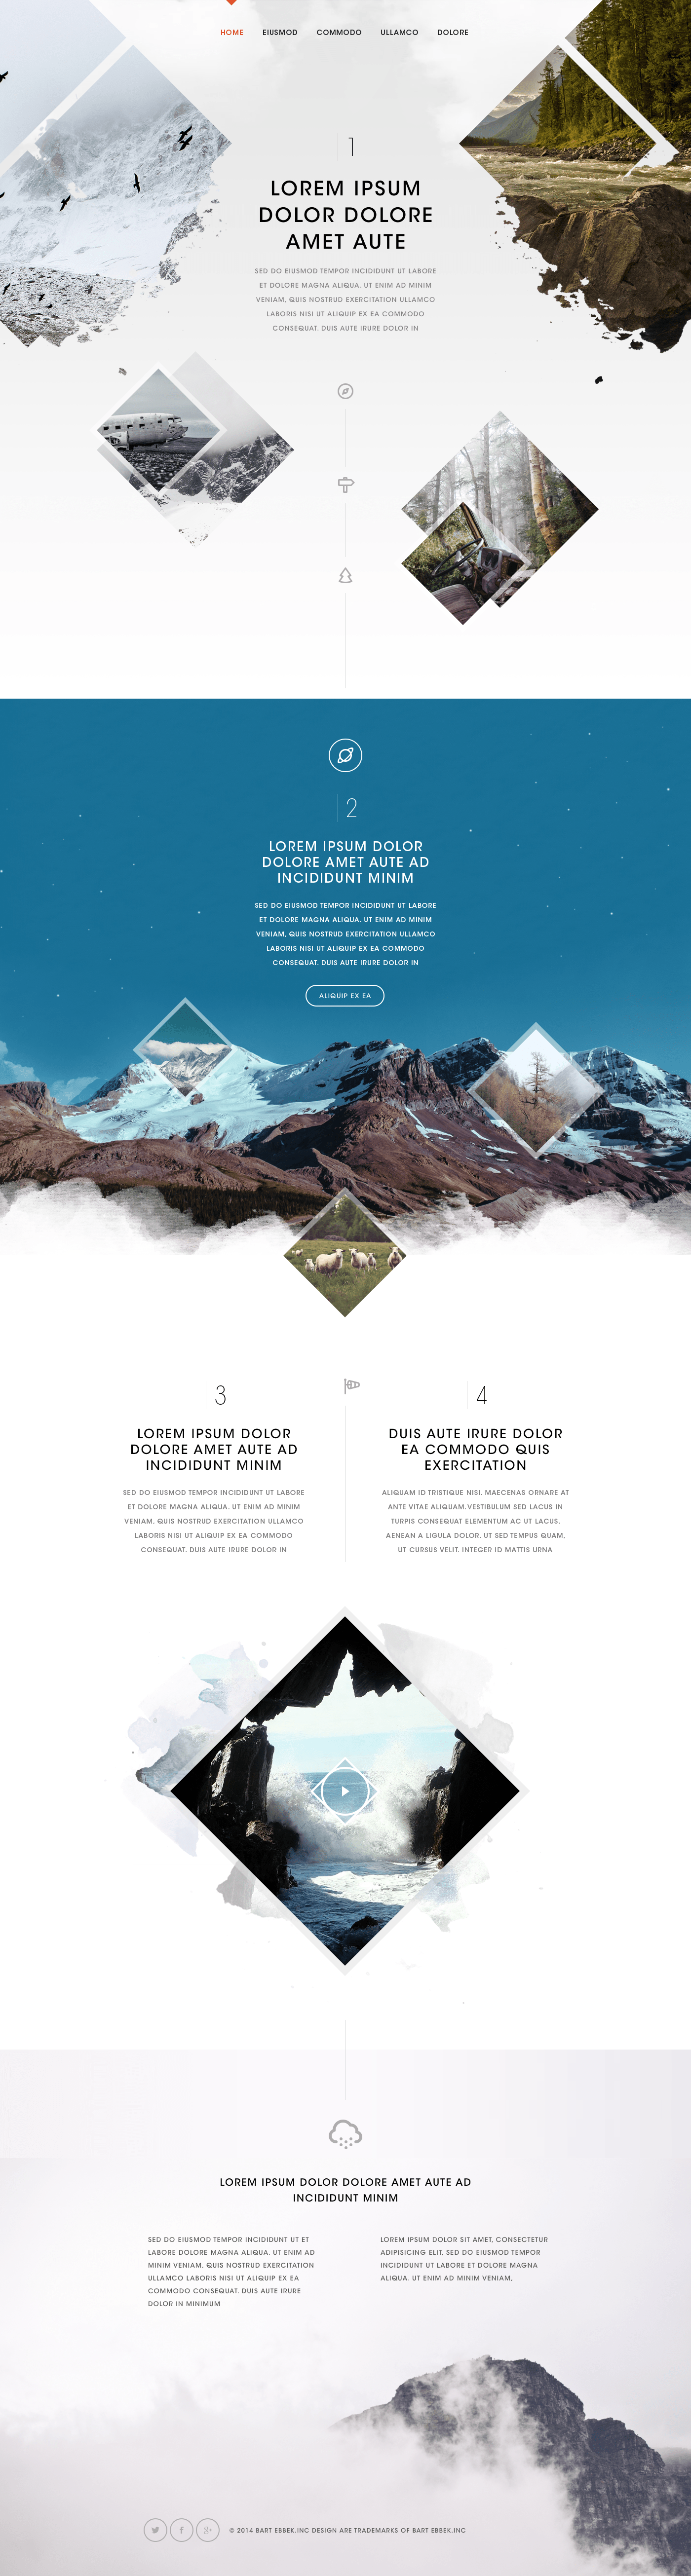 HOME EIUSMOD COMMODO ULLAMCO DOLORE
1
LOREM IPSUM
DOLOR DOLORE
AMET AUTE
SED DO EIUSMOD TEMPOR INCIDIDUNT UT LABORE
ET DOLORE MAGNA ALIQUA. UT ENIM AD MINIM
VENIAM, QUIS NOSTRUD EXERCITATION ULLAMCO
LABORIS NISI UT ALIQUIP EX EA COMMODO
CONSEQUAT. DUIS AUTE IRURE DOLOR IN
2
LOREM IPSUM DOLOR
DOLORE AMET AUTE AD
INCIDIDUNT MINIM
SED DO EIUSMOD TEMPOR INCIDIDUNT UT LABORE
ET DOLORE MAGNA ALIQUA. UT ENIM AD MINIM
VENIAM, QUIS NOSTRUD EXERCITATION ULLAMCO
LABORIS NISI UT ALIQUIP EX EA COMMODO
CONSEQUAT. DUIS AUTE IRURE DOLOR IN
ALIQUIP EX EA
3
LOREM IPSUM DOLOR
DOLORE AMET AUTE AD
INCIDIDUNT MINIM
SED DO EIUSMOD TEMPOR INCIDIDUNT UT LABORE
ET DOLORE MAGNA ALIQUA. UT ENIM AD MINIM
VENIAM, QUIS NOSTRUD EXERCITATION ULLAMCO
LABORIS NISI UT ALIQUIP EX EA COMMODO
CONSEQUAT. DUIS AUTE IRURE DOLOR IN
4
DUIS AUTE IRURE DOLOR
EA COMMODO QUIS
EXERCITATION
ALIQUAM ID TRISTIQUE NISI. MAECENAS ORNARE AT
ANTE VITAE ALIQUAM.VESTIBULUM SED LACUS IN
TURPIS CONSEQUAT ELEMENTUM AC UT LACUS.
AENEAN A LIGULA DOLOR. UT SED TEMPUS QUAM,
UT CURSUS VELIT. INTEGER ID MATTIS URNA
LOREM IPSUM DOLOR DOLORE AMET AUTE AD
INCIDIDUNT MINIM
SED DO EIUSMOD TEMPOR INCIDIDUNT UT ET
LABORE DOLORE MAGNA ALIQUA. UT ENIM AD
MINIM VENIAM, QUIS NOSTRUD EXERCITATION
ULLAMCO LABORIS NISI UT ALIQUIP EX EA
COMMODO CONSEQUAT. DUIS AUTE IRURE
DOLOR IN MINIMUM
LOREM IPSUM DOLOR SIT AMET, CONSECTETUR
ADIPISICING ELIT, SED DO EIUSMOD TEMPOR
INCIDIDUNT UT LABORE ET DOLORE MAGNA
ALIQUA. UT ENIM AD MINIM VENIAM,
© 2014 BART EBBEK.INC DESIGN ARE TRADEMARKS OF BART EBBEK.INC